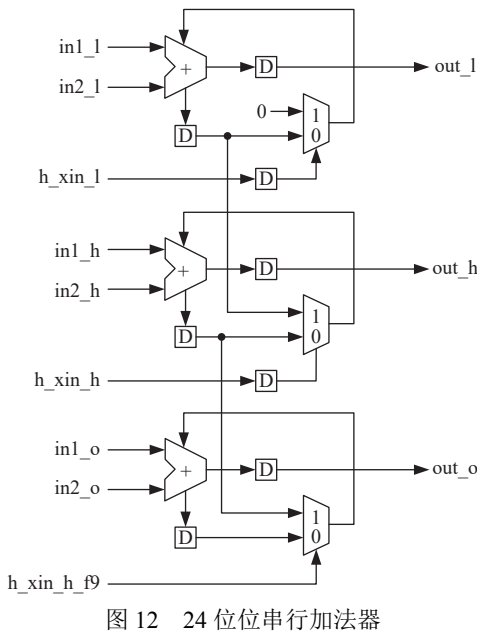 in1_l
+
D
out_l
in2_l
0
1
D
0
h_xin_l
D
in1_h
+
D
out_h
in2_h
1
D
0
h_xin_h
D
in1_o
+
D
out_o
in2_o
1
D
0
h_xin_h_f9
图 12 24 位位串行加法器